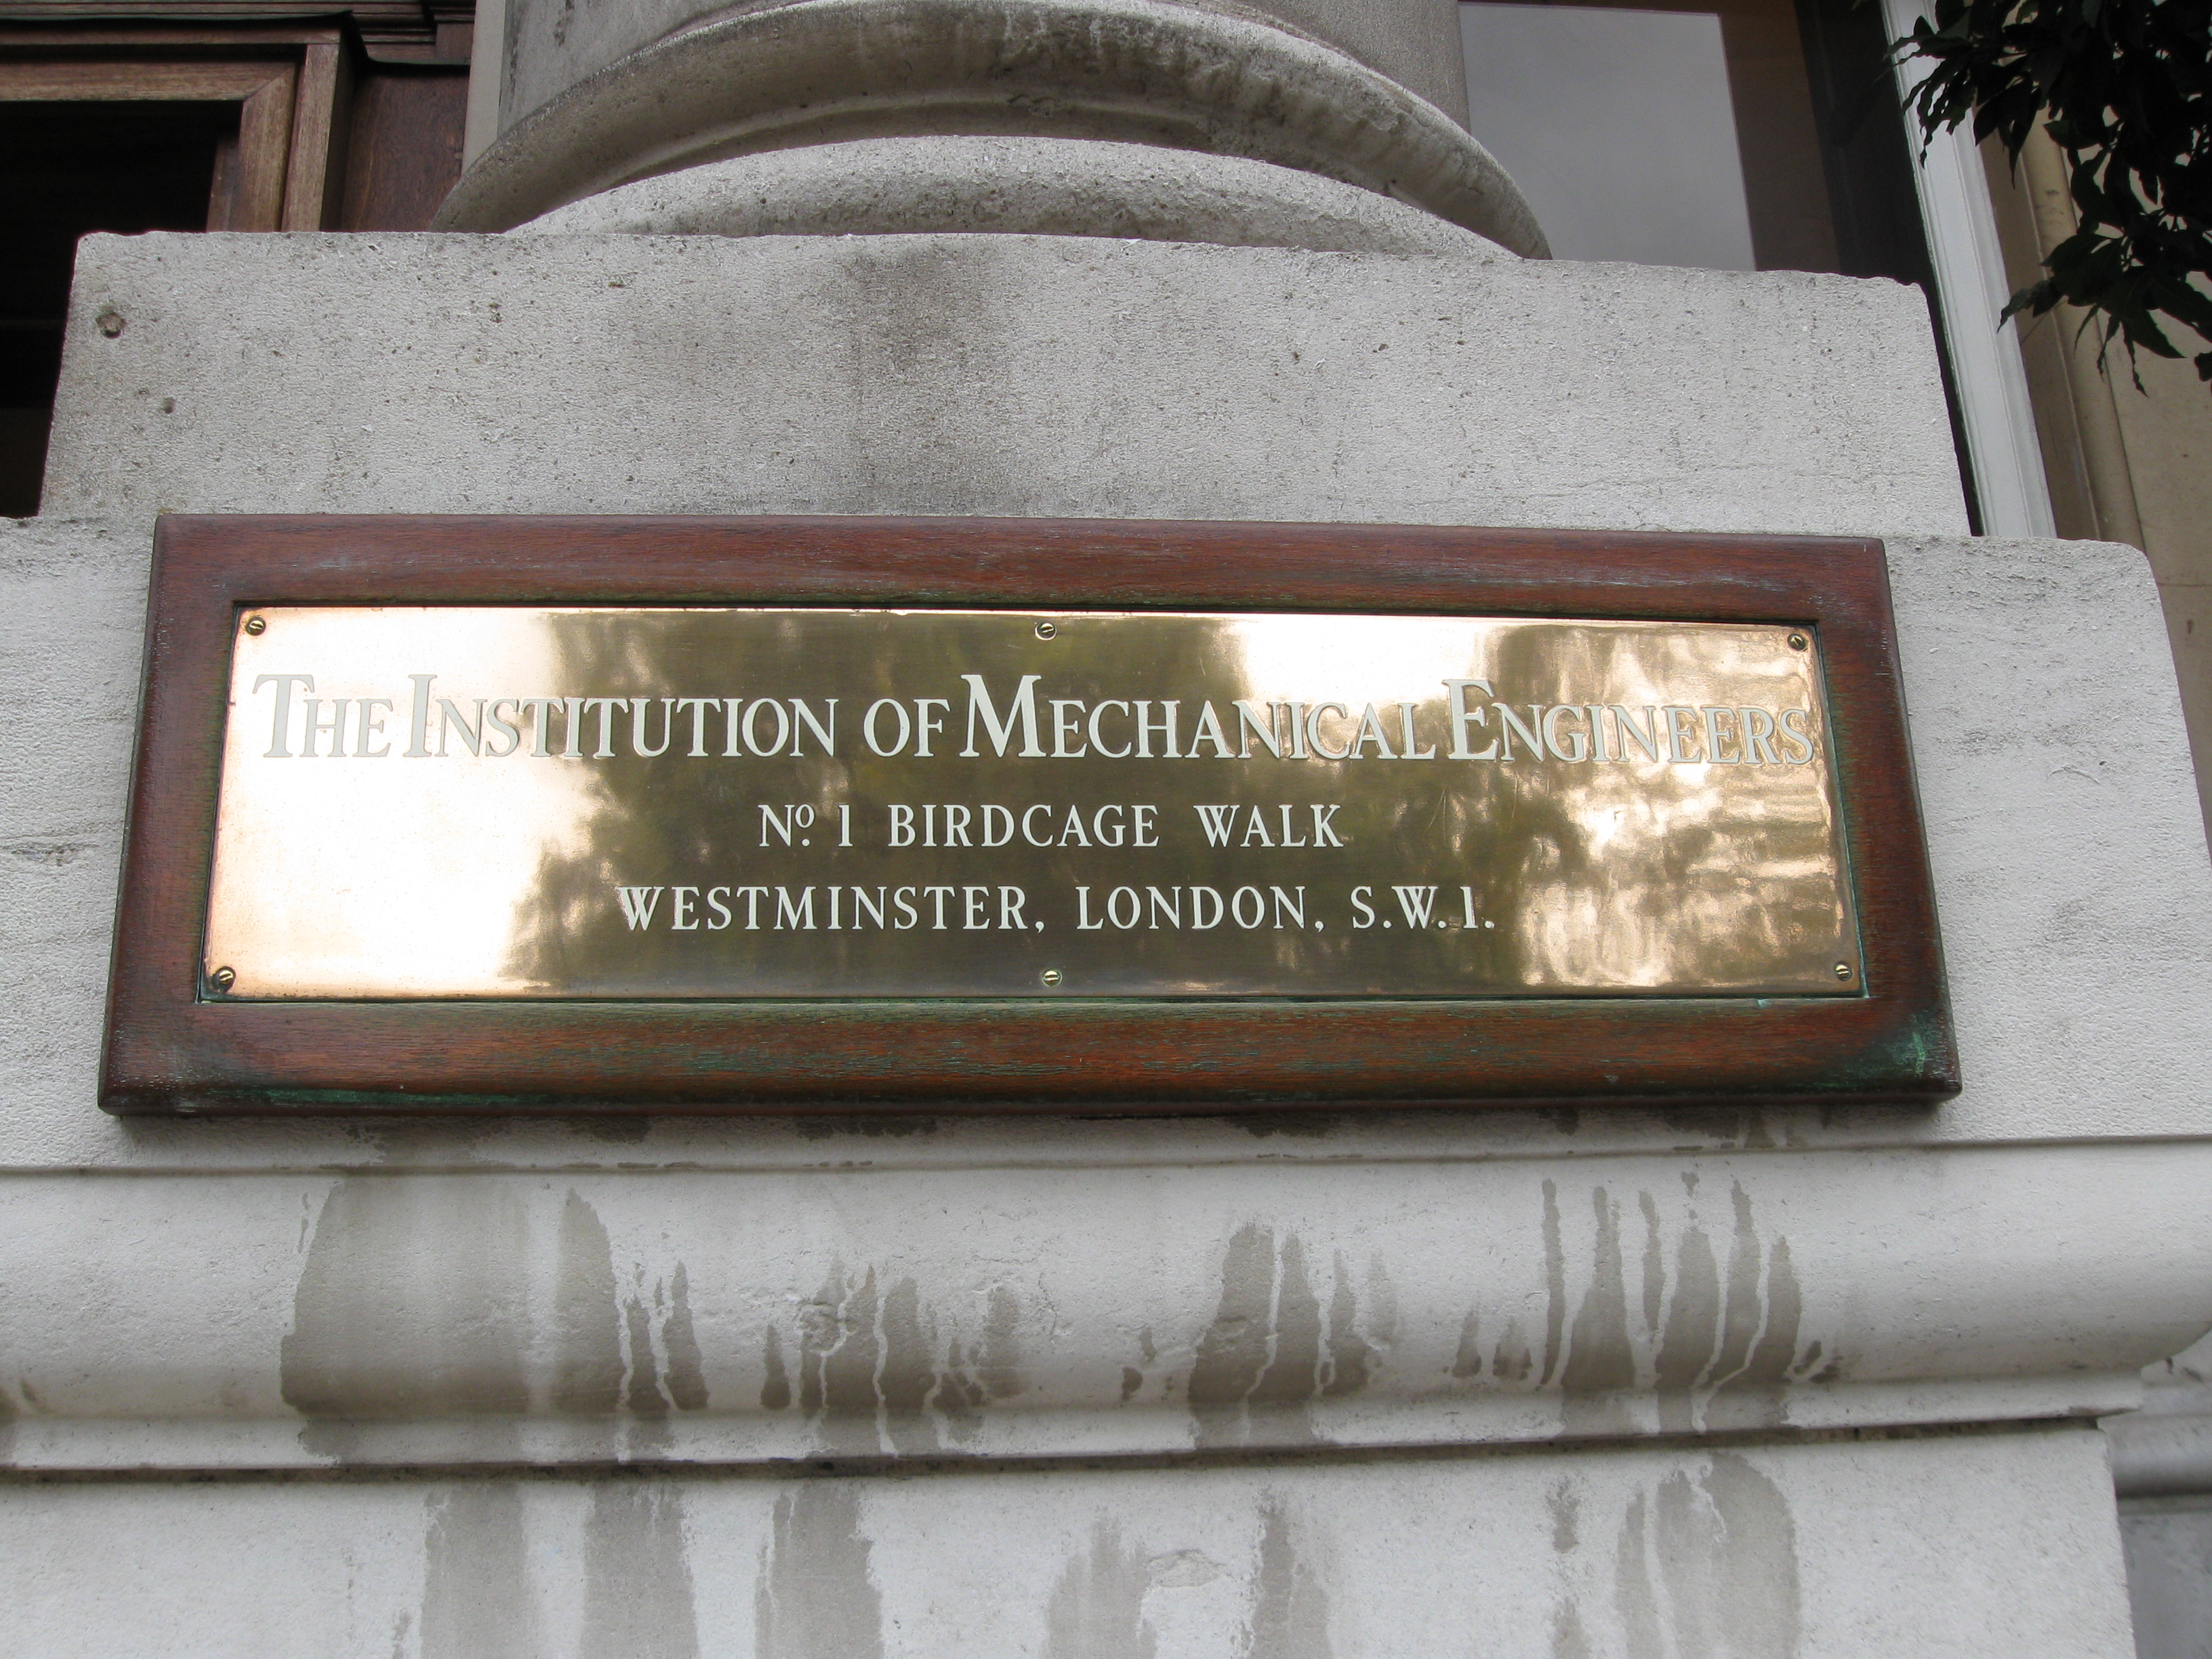 THE INSTITUTION OF MECHANICAL ENGINEERS
Nº 1 BIRDCAGE WALK
WESTMINSTER, LONDON, S.W.1.